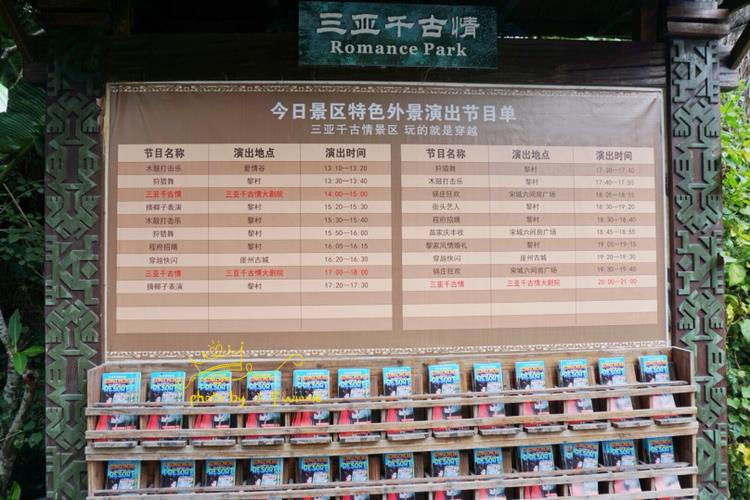 三亚千古情
Romance Park
今日景区特色外景演出节目单
三亚千古情景区 玩的就是穿越
节目名称 演出地点 演出时间
木鼓打击乐 爱情谷 13:10-13:20
狩猎舞 黎村 13:30-13:40
三亚千古情 三亚千古情大剧院 14:00-15:00
摘椰子表演 黎村 15:20-15:30
木鼓打击乐 黎村 15:30-15:40
狩猎舞 黎村 15:50-16:00
程府招婿 黎村 16:05-16:15
穿越快闪 崖州古城 16:20-16:30
三亚千古情 三亚千古情大剧院 17:00-18:00
摘椰子表演 黎村 17:20-17:30
节目名称 演出地点 演出时间
狩猎舞 黎村 17:30-17:40
木鼓打击乐 黎村 17:40-17:50
锅庄狂欢 宋城六间房广场 18:05-18:15
街头艺人 黎村 18:10-19:20
程府招婿 黎村 18:30-18:40
苗家庆丰收 宋城六间房广场 18:45-18:55
黎家风情婚礼 黎村 19:05-19:15
穿越快闪 崖州古城 19:20-19:30
锅庄狂欢 宋城六间房广场 19:30-19:40
三亚千古情 三亚千古情大剧院 20:00-21:00
photo by